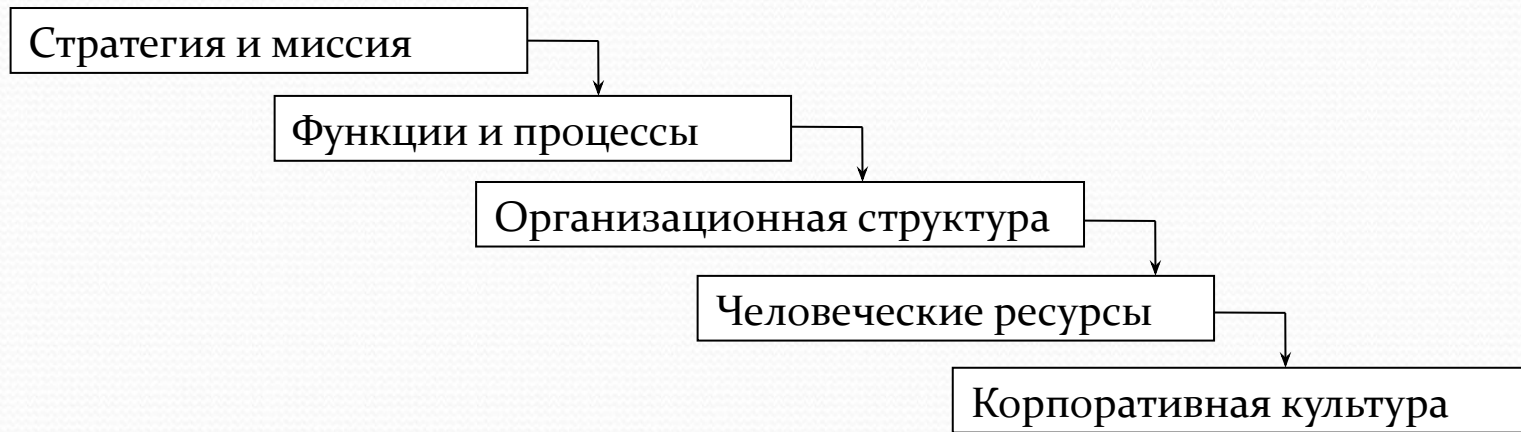 Стратегия и миссия
Функции и процессы
Организационная структура
Человеческие ресурсы
Корпоративная культура